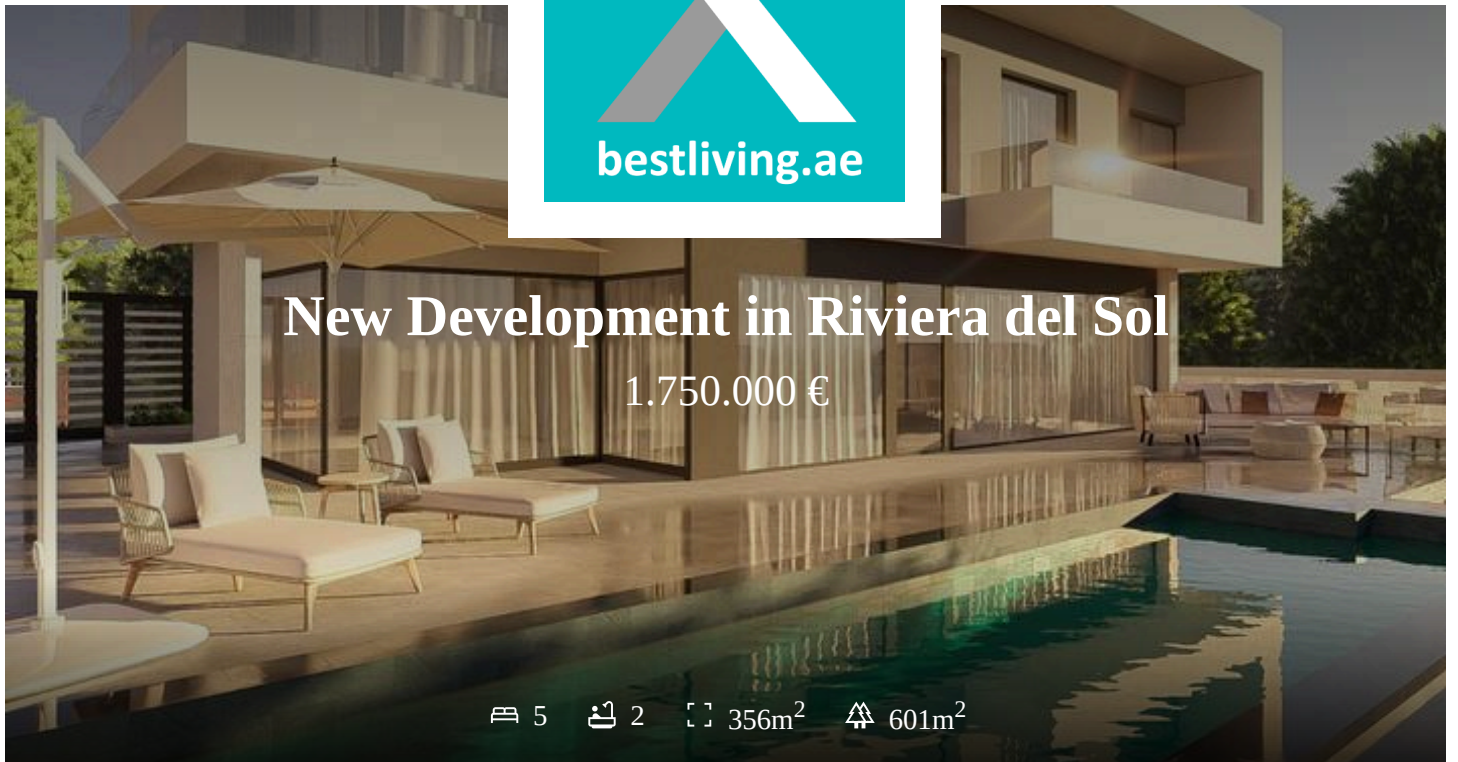 bestliving.ae
New Development in Riviera del Sol
1.750.000 €
5 2 356m² 601m²